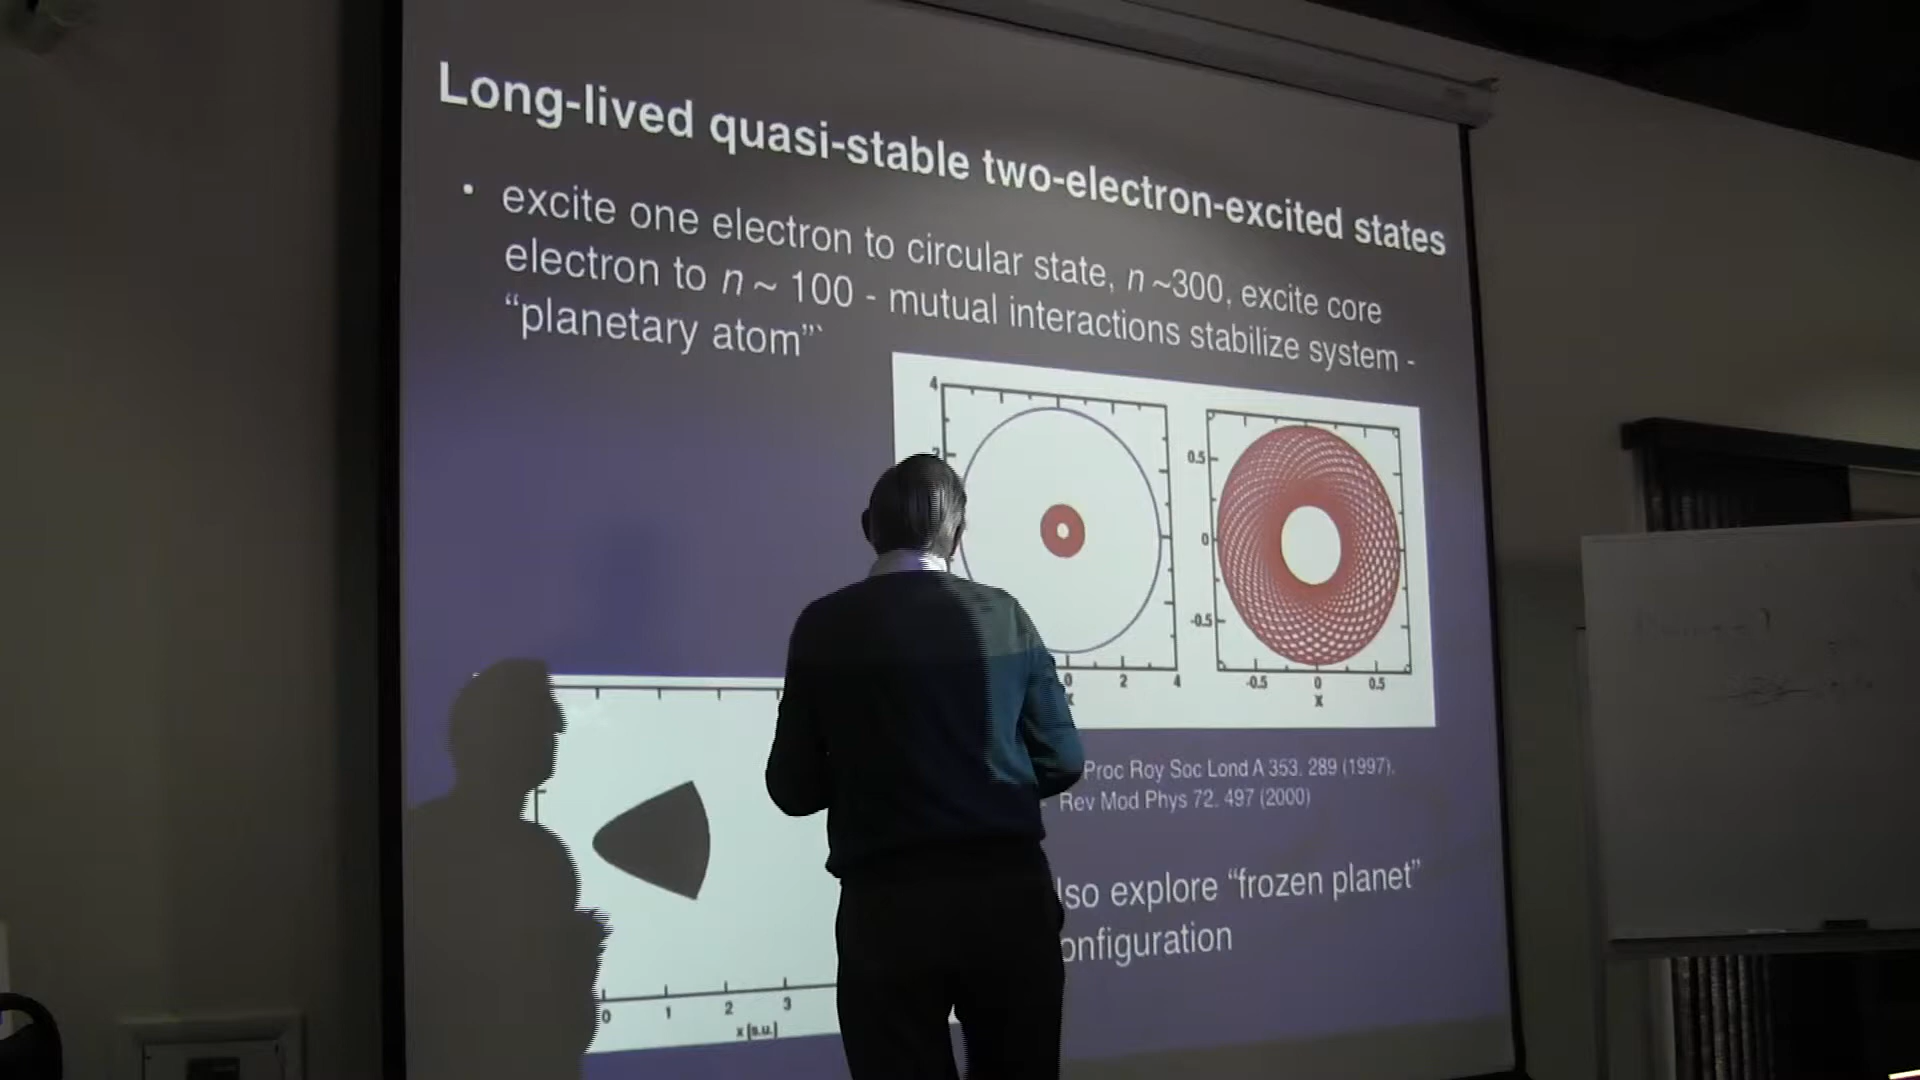 Long-lived quasi-stable two-electron-excited states
• excite one electron to circular state, n ~300, excite core
electron to n ~ 100 - mutual interactions stabilize system -
“planetary atom”`
4
2
0 2 4
x
0.5
0
-0.5
-0.5 0 0.5
x
Proc Roy Soc Lond A 353, 289 (1997).
Rev Mod Phys 72, 497 (2000)
lso explore “frozen planet”
onfiguration
0 1 2 3
x [a.u.]